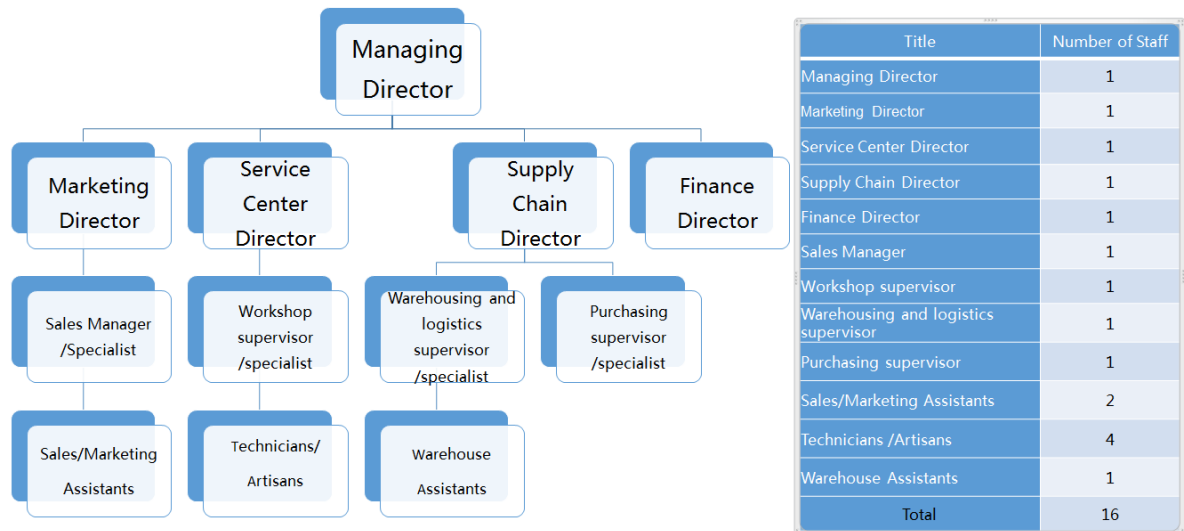 Managing
Director
Marketing
Director
Service
Center
Director
Supply
Chain
Director
Finance
Director
Sales Manager
/Specialist
Workshop
supervisor
/specialist
Warehousing and
logistics
supervisor
/specialist
Purchasing
supervisor
/specialist
Sales/Marketing
Assistants
Technicians/
Artisans
Warehouse
Assistants
Title Number of Staff
Managing Director 1
Marketing Director 1
Service Center Director 1
Supply Chain Director 1
Finance Director 1
Sales Manager 1
Workshop supervisor 1
Warehousing and logistics
supervisor 1
Purchasing supervisor 1
Sales/Marketing Assistants 2
Technicians /Artisans 4
Warehouse Assistants 1
Total 16